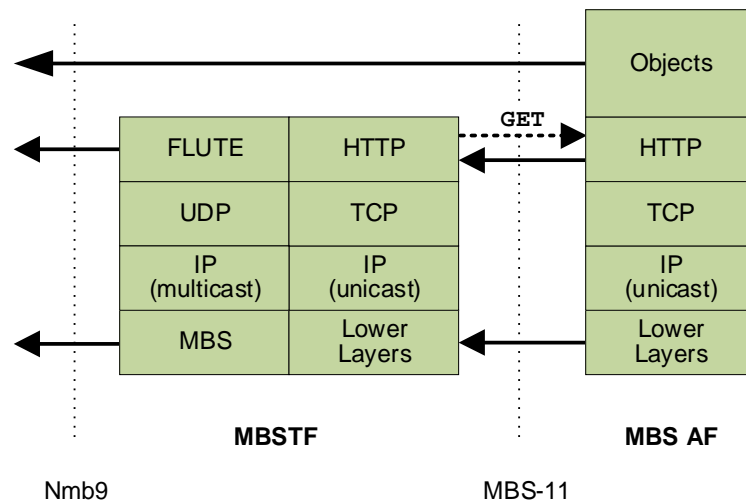 Objects
GET
FLUTE
HTTP
HTTP
UDP
TCP
TCP
IP
(multicast)
IP
(unicast)
IP
(unicast)
MBS
Lower
Layers
Lower
Layers
MBSTF
MBS AF
Nmb9
MBS-11